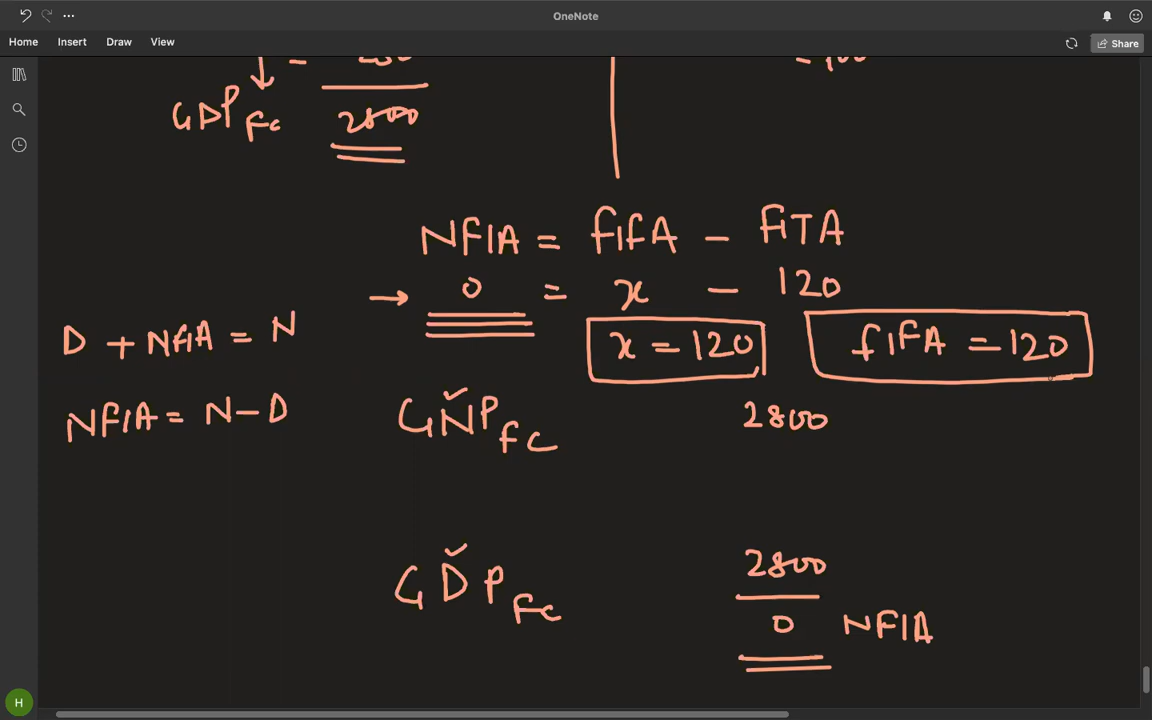 OneNote
Home Insert Draw View
Share
GDP FC = 2800
NFIA = FIFA - FITA
→ 0 = x - 120
x = 120
FIFA = 120
D + NFIA = N
NFIA = N - D
GNP FC 2800
GDP FC 2800
0 NFIA
H